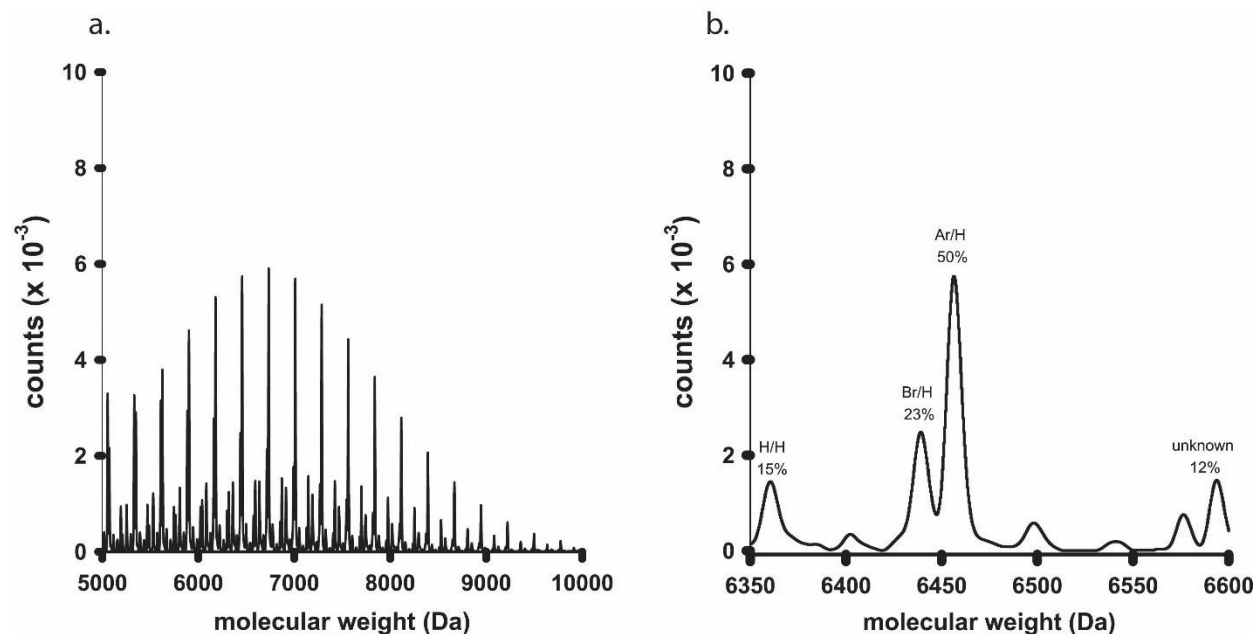 a.
10
8
6
4
2
0
counts (x 10⁻³)
5000 6000 7000 8000 9000 10000
molecular weight (Da)
b.
10
8
6
4
2
0
counts (x 10⁻³)
H/H
15%
Br/H
23%
Ar/H
50%
unknown
12%
6350 6400 6450 6500 6550 6600
molecular weight (Da)